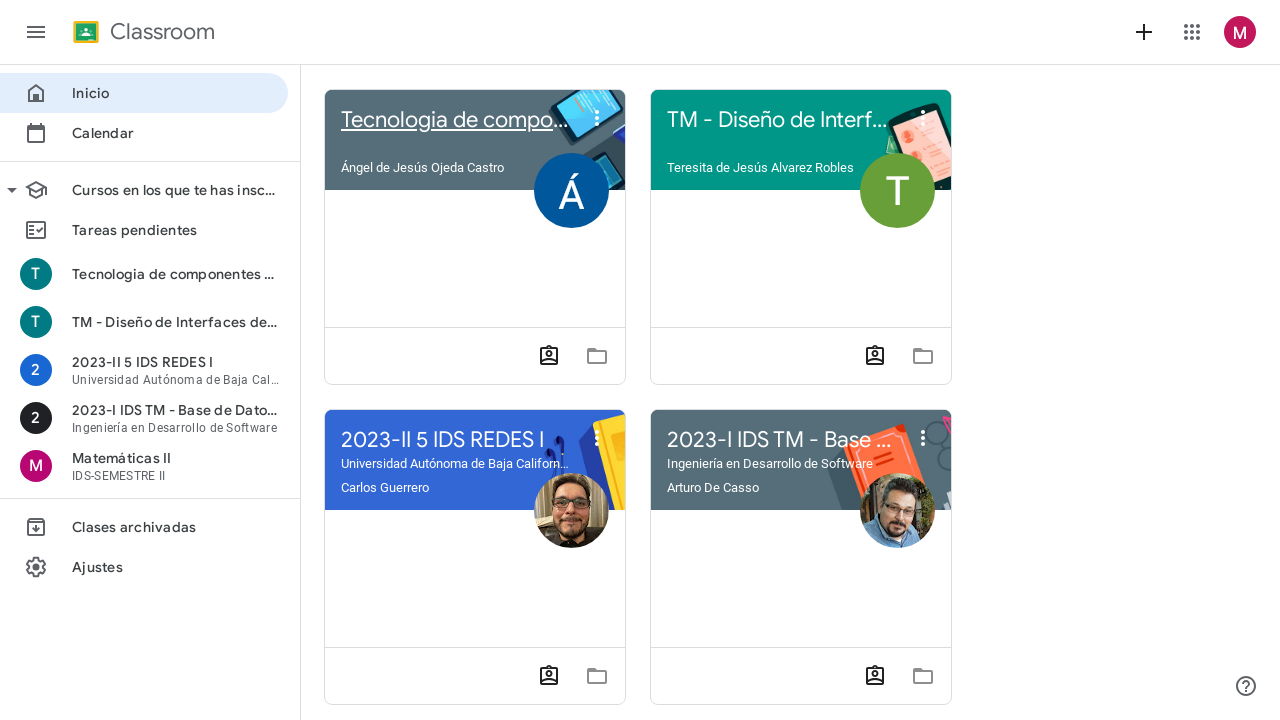 Classroom
M
Inicio
Calendar
Cursos en los que te has insc...
Tareas pendientes
T
Tecnologia de componentes ...
T
TM - Diseño de Interfaces de...
2
2023-II 5 IDS REDES I
Universidad Autónoma de Baja Cal...
2
2023-I IDS TM - Base de Dato...
Ingeniería en Desarrollo de Software
M
Matemáticas II
IDS-SEMESTRE II
Clases archivadas
Ajustes
Tecnologia de compo...
Ángel de Jesús Ojeda Castro
Á
TM - Diseño de Interf...
Teresita de Jesús Alvarez Robles
T
2023-II 5 IDS REDES I
Universidad Autónoma de Baja Californ...
Carlos Guerrero
2023-I IDS TM - Base ...
Ingeniería en Desarrollo de Software
Arturo De Casso